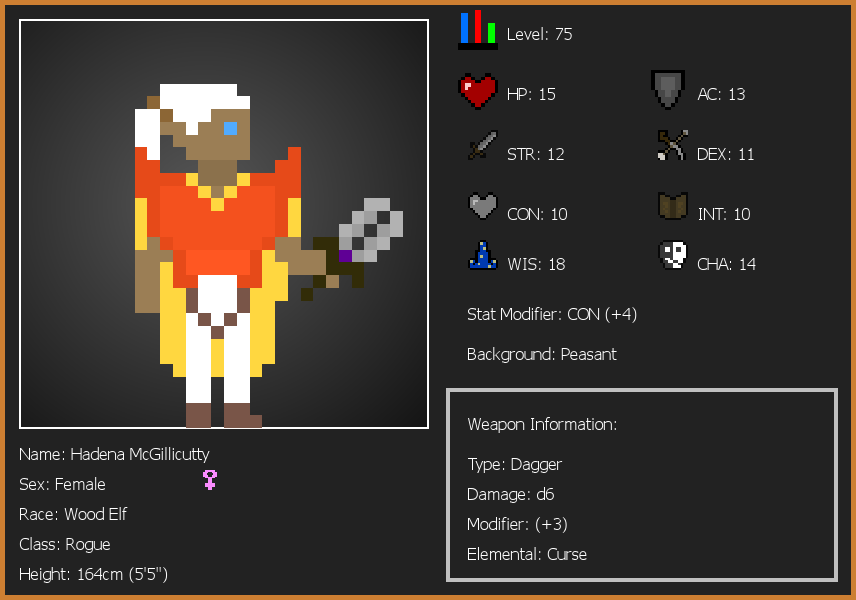 Level: 75
HP: 15
AC: 13
STR: 12
DEX: 11
CON: 10
INT: 10
WIS: 18
CHA: 14
Stat Modifier: CON (+4)
Background: Peasant
Weapon Information:
Type: Dagger
Damage: d6
Modifier: (+3)
Elemental: Curse
Name: Hadena McGillicutty
Sex: Female
Race: Wood Elf
Class: Rogue
Height: 164cm (5'5")